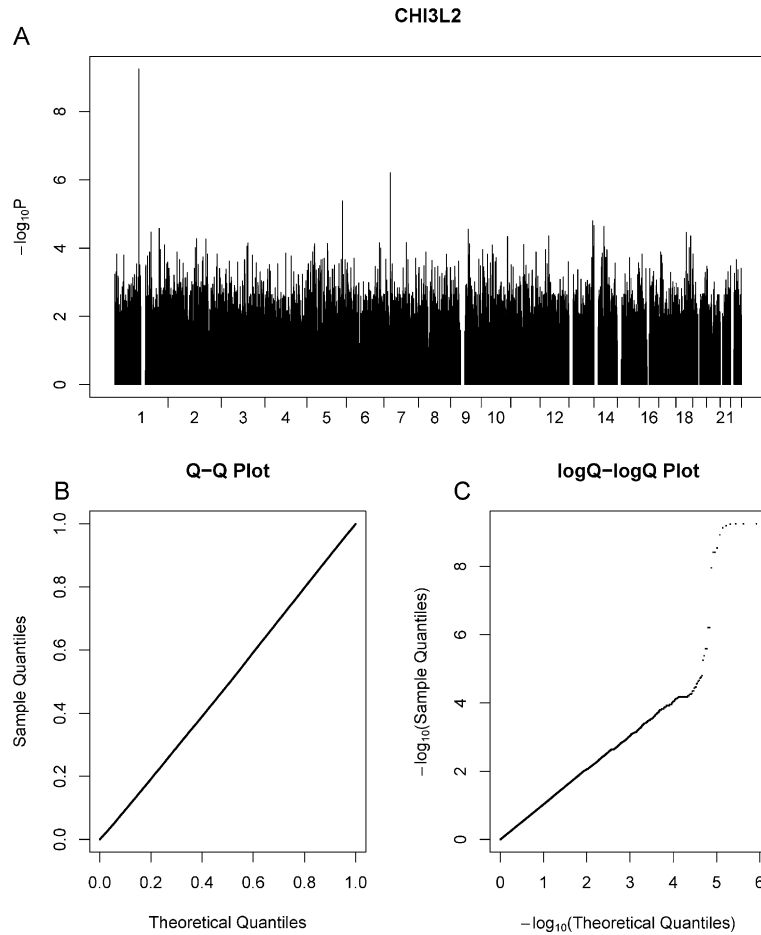 CHI3L2
A
−log10P
8
6
4
2
0
1 2 3 4 5 6 7 8 9 10 12 14 16 18 21
Q−Q Plot
B
Sample Quantiles
1.0
0.8
0.6
0.4
0.2
0.0
0.0 0.2 0.4 0.6 0.8 1.0
Theoretical Quantiles
logQ−logQ Plot
C
−log10(Sample Quantiles)
8
6
4
2
0
0 1 2 3 4 5 6
−log10(Theoretical Quantiles)